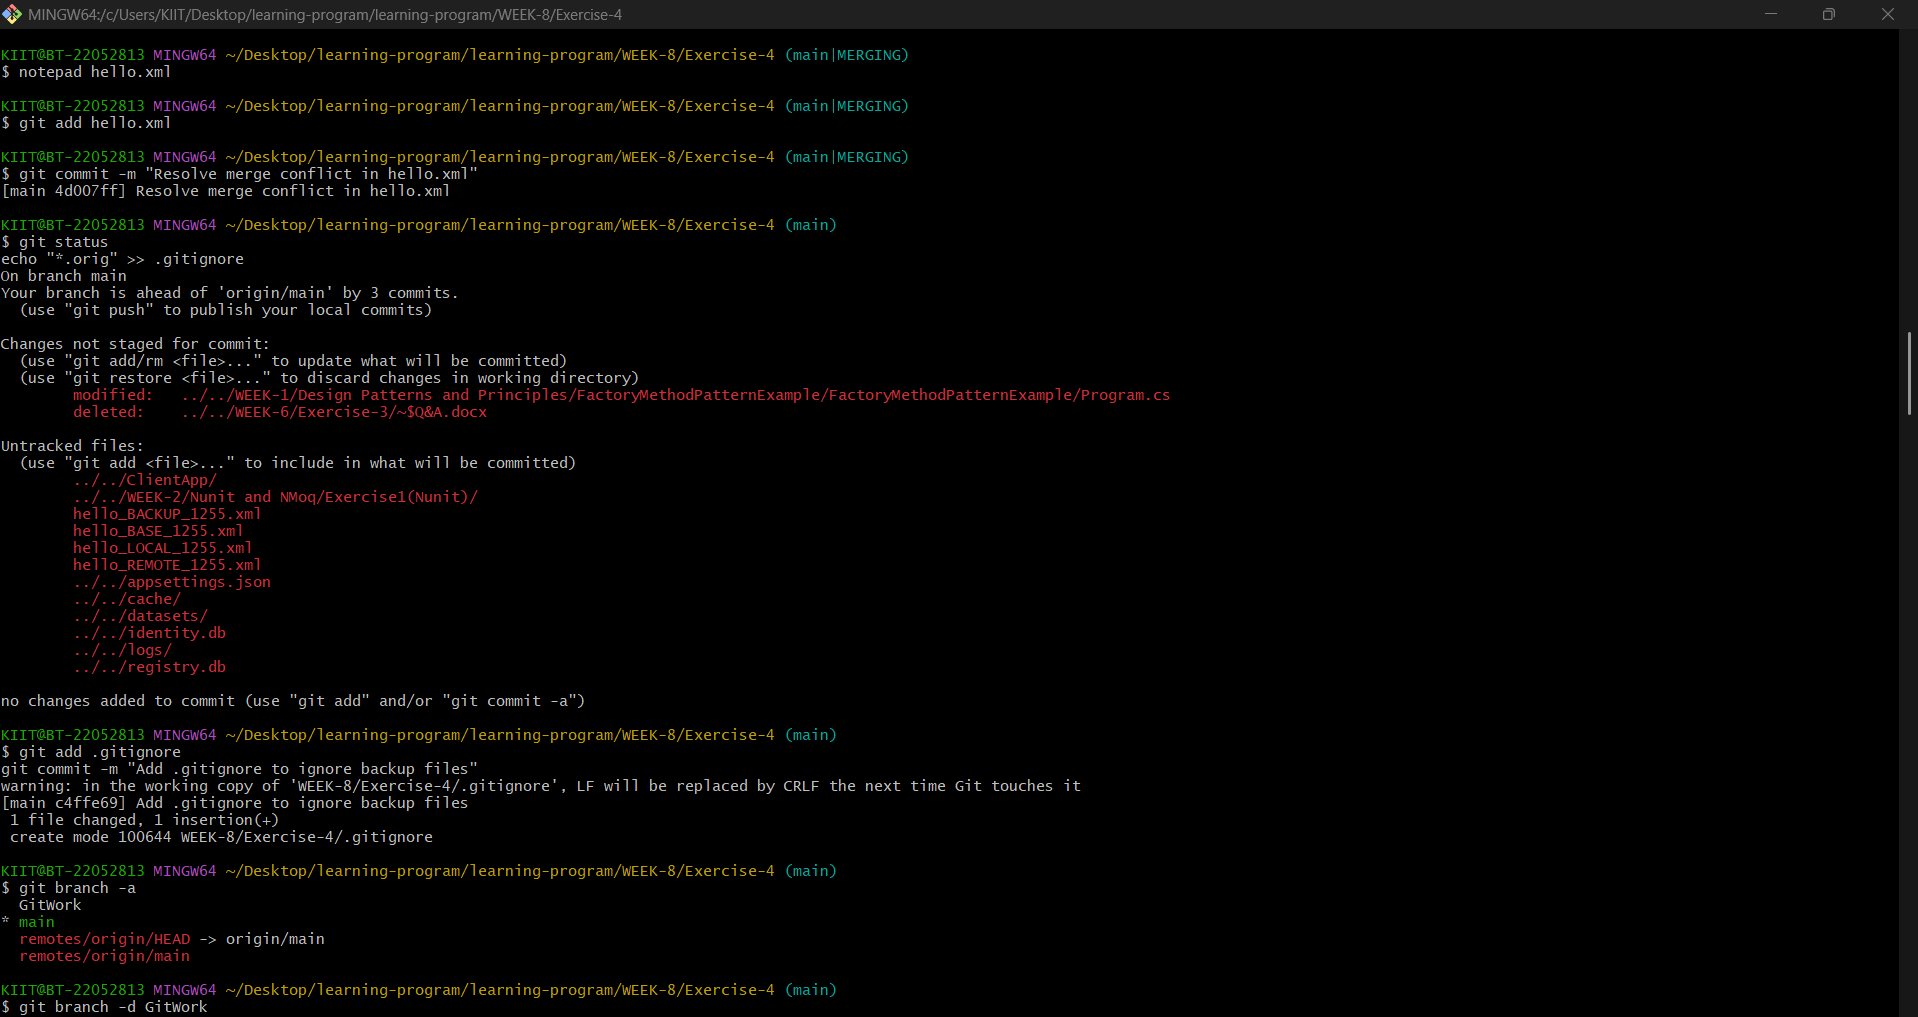 MINGW64:/c/Users/KIIT/Desktop/learning-program/learning-program/WEEK-8/Exercise-4
KIIT@BT-22052813 MINGW64 ~/Desktop/learning-program/learning-program/WEEK-8/Exercise-4 (main|MERGING)
$ notepad hello.xml
KIIT@BT-22052813 MINGW64 ~/Desktop/learning-program/learning-program/WEEK-8/Exercise-4 (main|MERGING)
$ git add hello.xml
KIIT@BT-22052813 MINGW64 ~/Desktop/learning-program/learning-program/WEEK-8/Exercise-4 (main|MERGING)
$ git commit -m "Resolve merge conflict in hello.xml"
[main 4d007ff] Resolve merge conflict in hello.xml
KIIT@BT-22052813 MINGW64 ~/Desktop/learning-program/learning-program/WEEK-8/Exercise-4 (main)
$ git status
echo "*.orig" >> .gitignore
On branch main
Your branch is ahead of 'origin/main' by 3 commits.
  (use "git push" to publish your local commits)
Changes not staged for commit:
  (use "git add/rm <file>..." to update what will be committed)
  (use "git restore <file>..." to discard changes in working directory)
        modified:   ../../WEEK-1/Design Patterns and Principles/FactoryMethodPatternExample/FactoryMethodPatternExample/Program.cs
        deleted:    ../../WEEK-6/Exercise-3/~$Q&A.docx
Untracked files:
  (use "git add <file>..." to include in what will be committed)
        ../../ClientApp/
        ../../WEEK-2/Nunit and NMoq/Exercise1(Nunit)/
        hello_BACKUP_1255.xml
        hello_BASE_1255.xml
        hello_LOCAL_1255.xml
        hello_REMOTE_1255.xml
        ../../appsettings.json
        ../../cache/
        ../../datasets/
        ../../identity.db
        ../../logs/
        ../../registry.db
no changes added to commit (use "git add" and/or "git commit -a")
KIIT@BT-22052813 MINGW64 ~/Desktop/learning-program/learning-program/WEEK-8/Exercise-4 (main)
$ git add .gitignore
git commit -m "Add .gitignore to ignore backup files"
warning: in the working copy of 'WEEK-8/Exercise-4/.gitignore', LF will be replaced by CRLF the next time Git touches it
[main c4ffe69] Add .gitignore to ignore backup files
 1 file changed, 1 insertion(+)
 create mode 100644 WEEK-8/Exercise-4/.gitignore
KIIT@BT-22052813 MINGW64 ~/Desktop/learning-program/learning-program/WEEK-8/Exercise-4 (main)
$ git branch -a
  GitWork
* main
  remotes/origin/HEAD -> origin/main
  remotes/origin/main
KIIT@BT-22052813 MINGW64 ~/Desktop/learning-program/learning-program/WEEK-8/Exercise-4 (main)
$ git branch -d GitWork